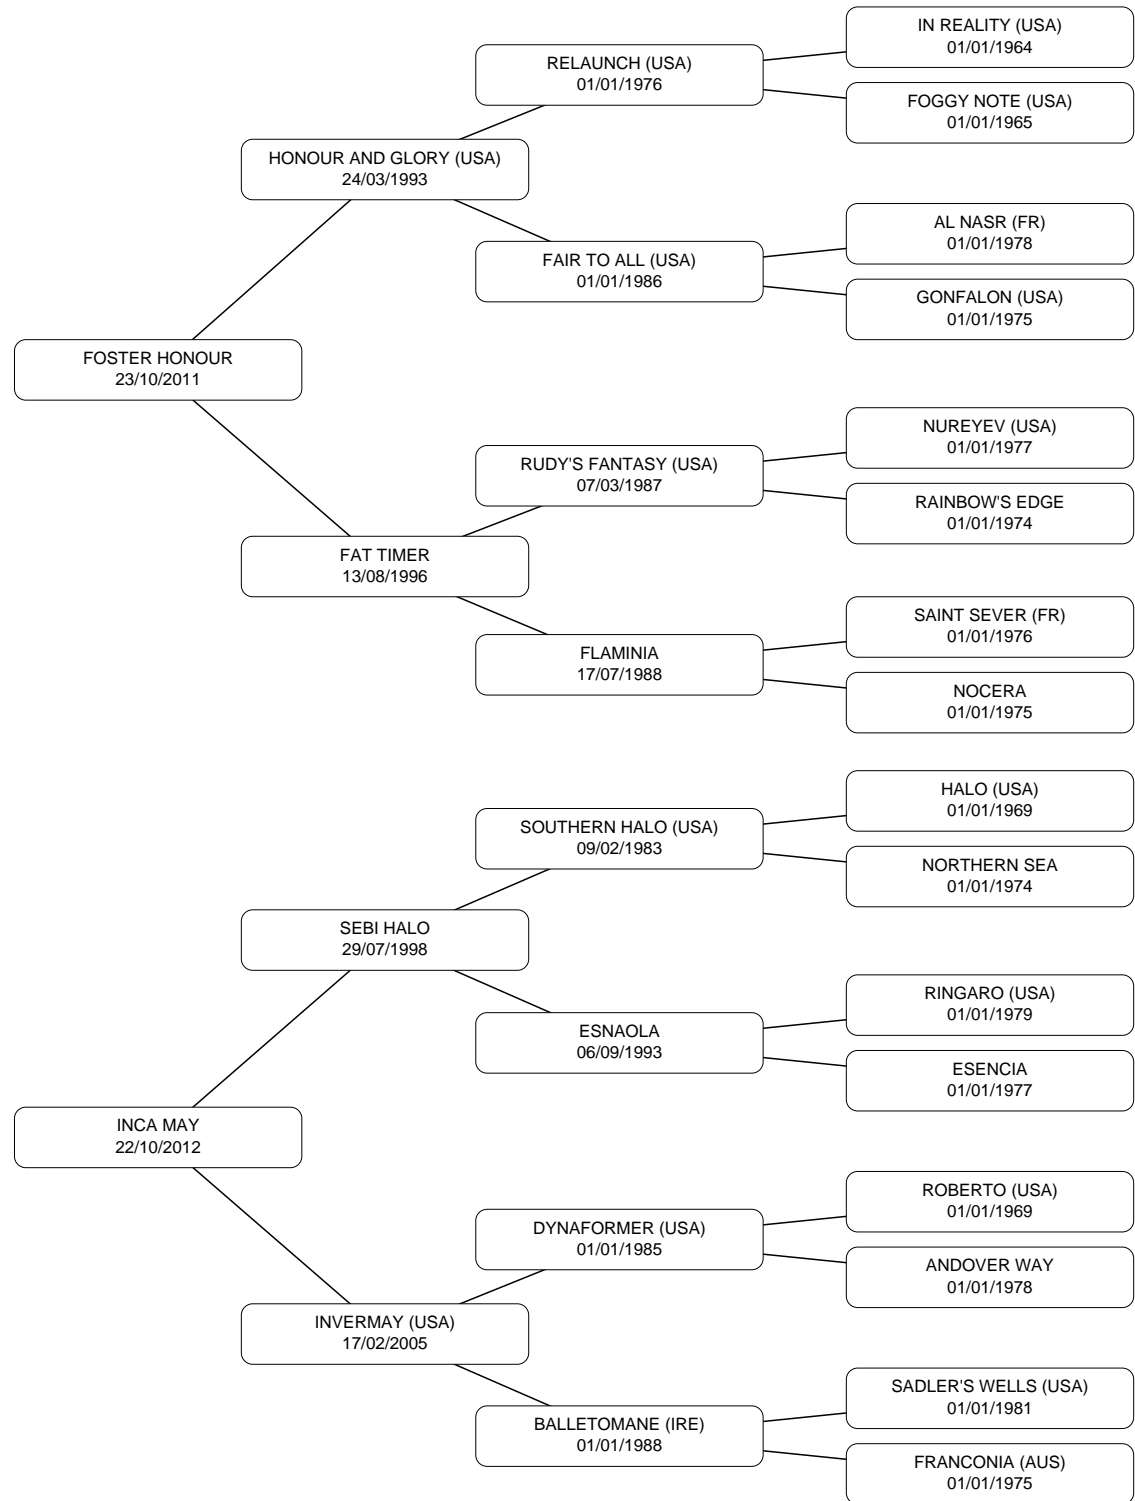 IN REALITY (USA)
01/01/1964
RELAUNCH (USA)
01/01/1976
FOGGY NOTE (USA)
01/01/1965
HONOUR AND GLORY (USA)
24/03/1993
AL NASR (FR)
01/01/1978
FAIR TO ALL (USA)
01/01/1986
GONFALON (USA)
01/01/1975
FOSTER HONOUR
23/10/2011
NUREYEV (USA)
01/01/1977
RUDY'S FANTASY (USA)
07/03/1987
RAINBOW'S EDGE
01/01/1974
FAT TIMER
13/08/1996
SAINT SEVER (FR)
01/01/1976
FLAMINIA
17/07/1988
NOCERA
01/01/1975
HALO (USA)
01/01/1969
SOUTHERN HALO (USA)
09/02/1983
NORTHERN SEA
01/01/1974
SEBI HALO
29/07/1998
RINGARO (USA)
01/01/1979
ESNAOLA
06/09/1993
ESENCIA
01/01/1977
INCA MAY
22/10/2012
ROBERTO (USA)
01/01/1969
DYNAFORMER (USA)
01/01/1985
ANDOVER WAY
01/01/1978
INVERMAY (USA)
17/02/2005
SADLER'S WELLS (USA)
01/01/1981
BALLETOMANE (IRE)
01/01/1988
FRANCONIA (AUS)
01/01/1975